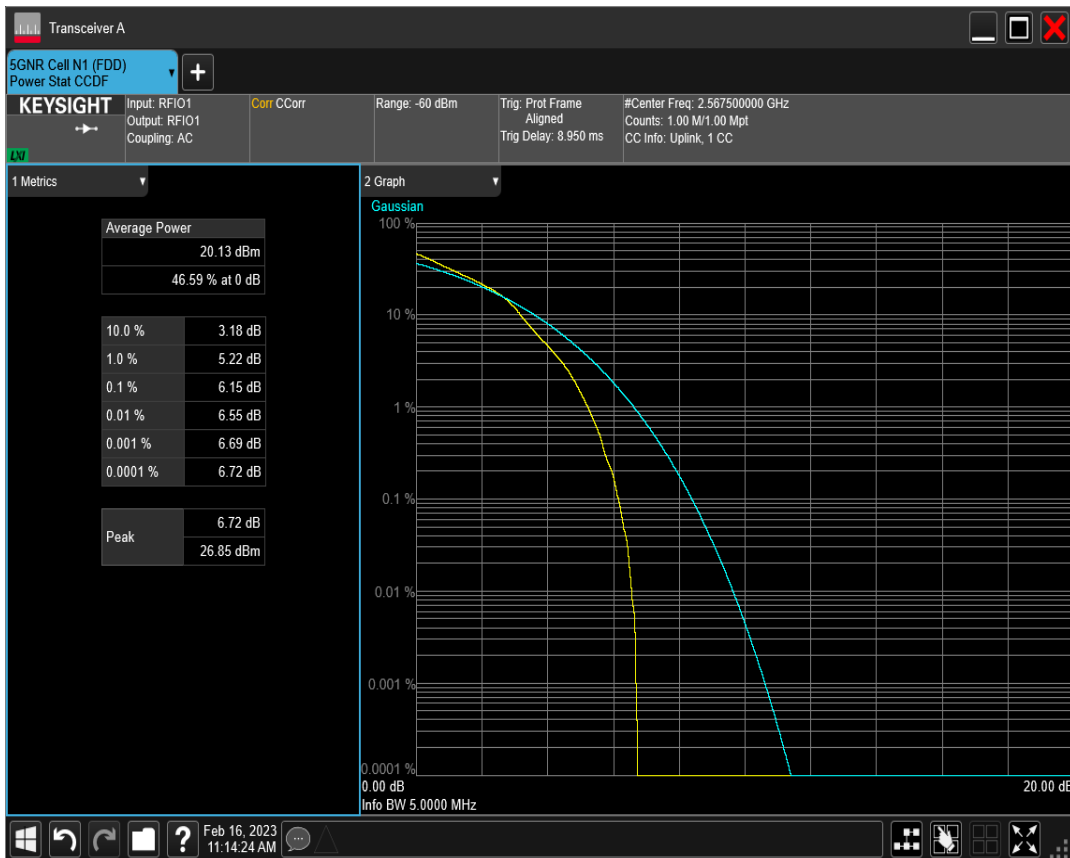 Transceiver A
5GNR Cell N1 (FDD)
Power Stat CCDF
KEYSIGHT
LXI
Input: RFIO1
Output: RFIO1
Coupling: AC
Corr CCorr
Range: -60 dBm
Trig: Prot Frame
Aligned
Trig Delay: 8.950 ms
#Center Freq: 2.567500000 GHz
Counts: 1.00 M/1.00 Mpt
CC Info: Uplink, 1 CC
1 Metrics
Average Power
20.13 dBm
46.59 % at 0 dB
10.0 % 3.18 dB
1.0 % 5.22 dB
0.1 % 6.15 dB
0.01 % 6.55 dB
0.001 % 6.69 dB
0.0001 % 6.72 dB
Peak
6.72 dB
26.85 dBm
2 Graph
Gaussian
100 %
10 %
1 %
0.1 %
0.01 %
0.001 %
0.0001 %
0.00 dB 20.00 dB
Info BW 5.0000 MHz
Feb 16, 2023
11:14:24 AM